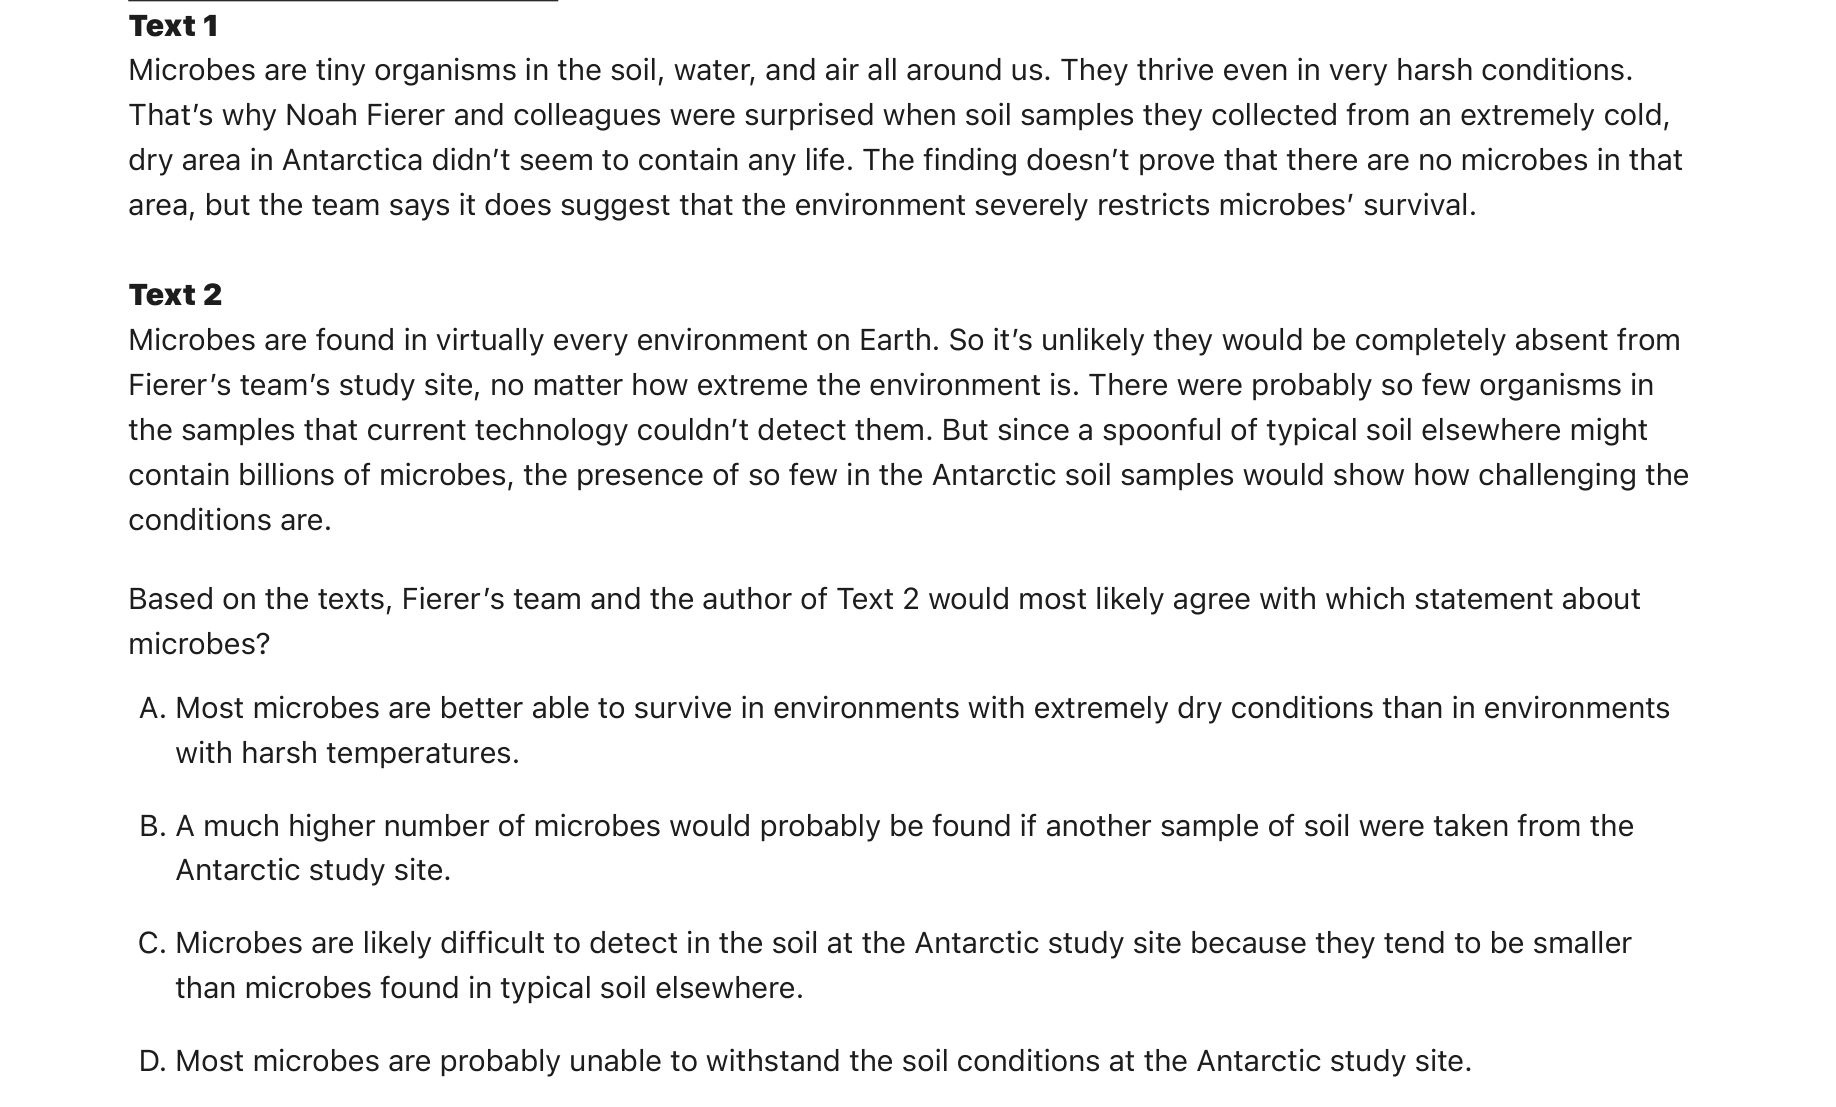 Text 1
Microbes are tiny organisms in the soil, water, and air all around us. They thrive even in very harsh conditions.
That’s why Noah Fierer and colleagues were surprised when soil samples they collected from an extremely cold,
dry area in Antarctica didn’t seem to contain any life. The finding doesn’t prove that there are no microbes in that
area, but the team says it does suggest that the environment severely restricts microbes’ survival.
Text 2
Microbes are found in virtually every environment on Earth. So it’s unlikely they would be completely absent from
Fierer’s team’s study site, no matter how extreme the environment is. There were probably so few organisms in
the samples that current technology couldn’t detect them. But since a spoonful of typical soil elsewhere might
contain billions of microbes, the presence of so few in the Antarctic soil samples would show how challenging the
conditions are.
Based on the texts, Fierer’s team and the author of Text 2 would most likely agree with which statement about
microbes?
A. Most microbes are better able to survive in environments with extremely dry conditions than in environments
with harsh temperatures.
B. A much higher number of microbes would probably be found if another sample of soil were taken from the
Antarctic study site.
C. Microbes are likely difficult to detect in the soil at the Antarctic study site because they tend to be smaller
than microbes found in typical soil elsewhere.
D. Most microbes are probably unable to withstand the soil conditions at the Antarctic study site.